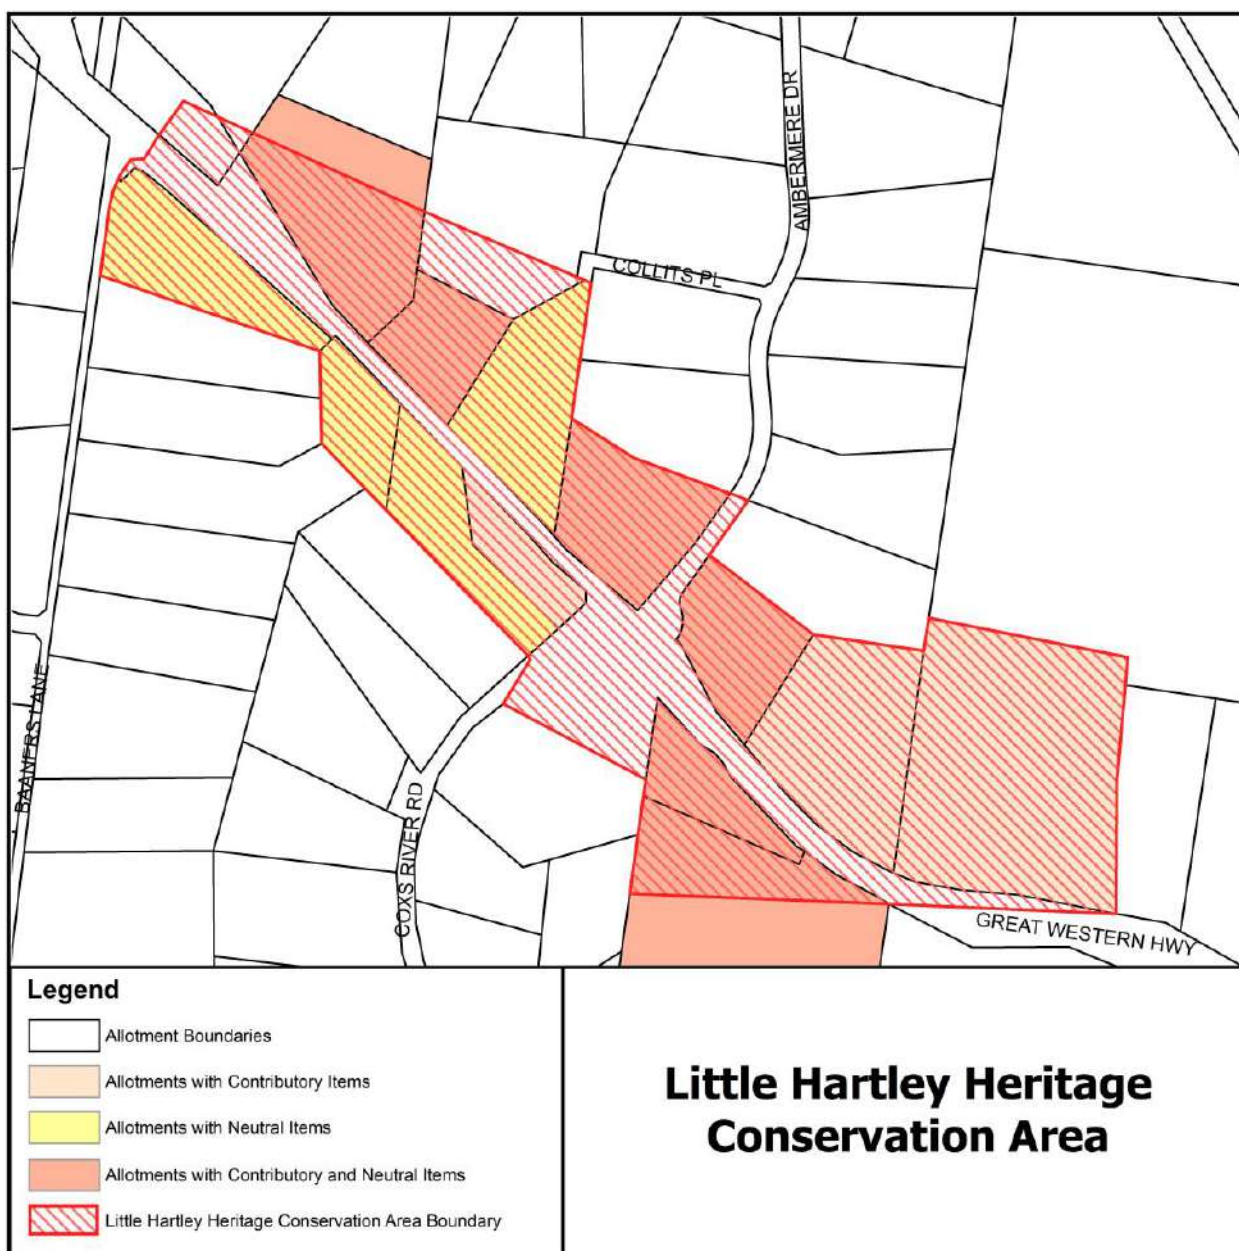 AMBERMERE DR
COLLITS PL
BAANERS LANE
COXS RIVER RD
GREAT WESTERN HWY
Legend
Allotment Boundaries
Allotments with Contributory Items
Allotments with Neutral Items
Allotments with Contributory and Neutral Items
Little Hartley Heritage Conservation Area Boundary
Little Hartley Heritage
Conservation Area